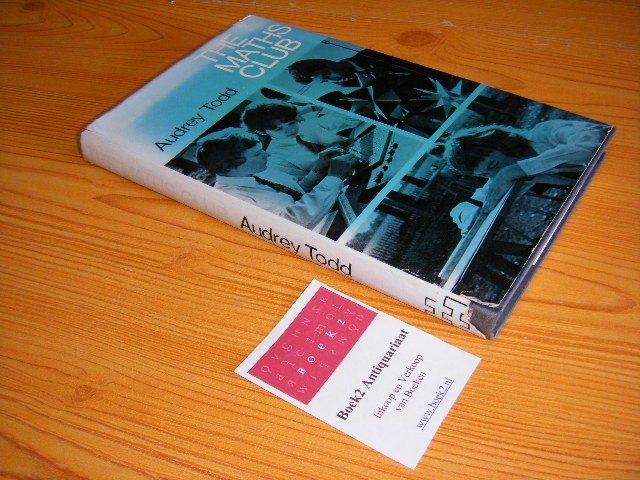 THE
MATHS
CLUB
Audrey Todd
Audrey Todd
BOEK2
Boek2 Antiquariaat
Inkoop en Verkoop
van Boeken
www.boek2.nl